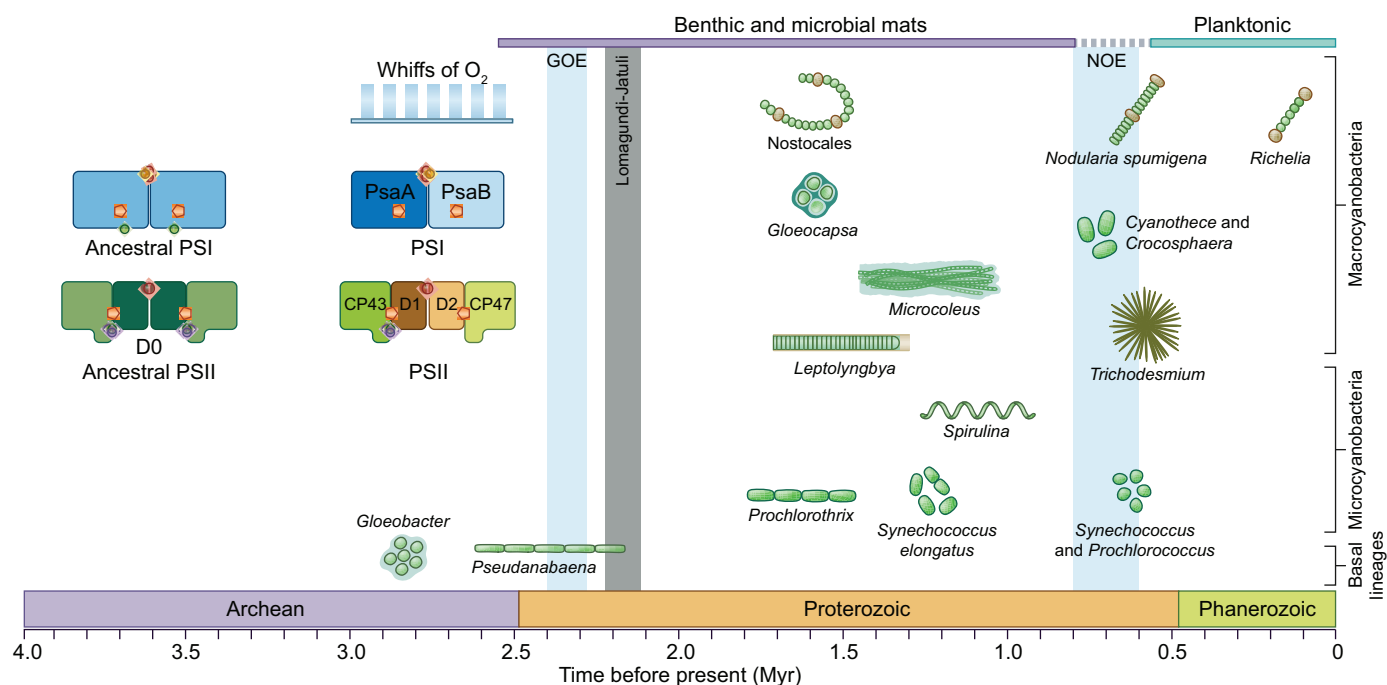 Benthic and microbial mats
Planktonic
GOE
NOE
Whiffs of O2
Lomagundi-Jatuli
Nostocales
Nodularia spumigena
Richelia
PsaA
PsaB
Ancestral PSI
PSI
Gloeocapsa
Cyanothece and
Crocosphaera
Macrocyanobacteria
CP43
D1
D2
CP47
D0
Ancestral PSII
PSII
Microcoleus
Leptolyngbya
Trichodesmium
Spirulina
Microcyanobacteria
Prochlorothrix
Synechococcus
elongatus
Synechococcus
and Prochlorococcus
Gloeobacter
Pseudanabaena
Basal
lineages
Archean
Proterozoic
Phanerozoic
4.0
3.5
3.0
2.5
2.0
1.5
1.0
0.5
0
Time before present (Myr)